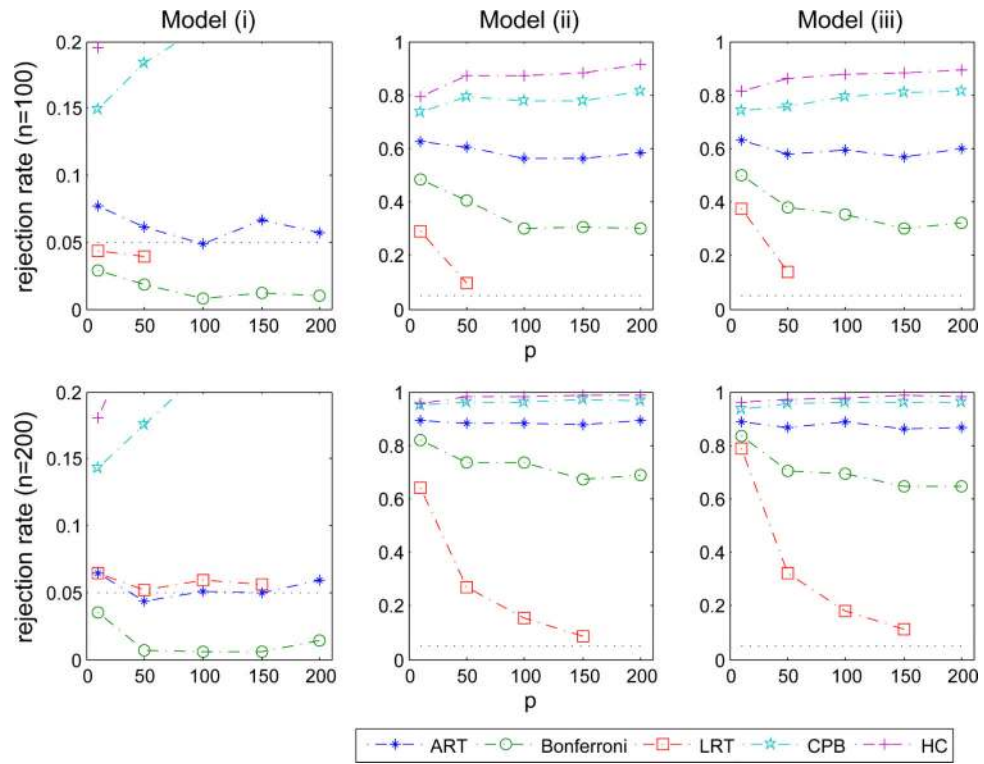 Model (i)
Model (ii)
Model (iii)
rejection rate (n=100)
0.2
0.15
0.1
0.05
0
0 50 100 150 200
1
0.8
0.6
0.4
0.2
0
0 50 100 150 200
p
1
0.8
0.6
0.4
0.2
0
0 50 100 150 200
rejection rate (n=200)
0.2
0.15
0.1
0.05
0
0 50 100 150 200
1
0.8
0.6
0.4
0.2
0
0 50 100 150 200
p
1
0.8
0.6
0.4
0.2
0
0 50 100 150 200
ART Bonferroni LRT CPB HC